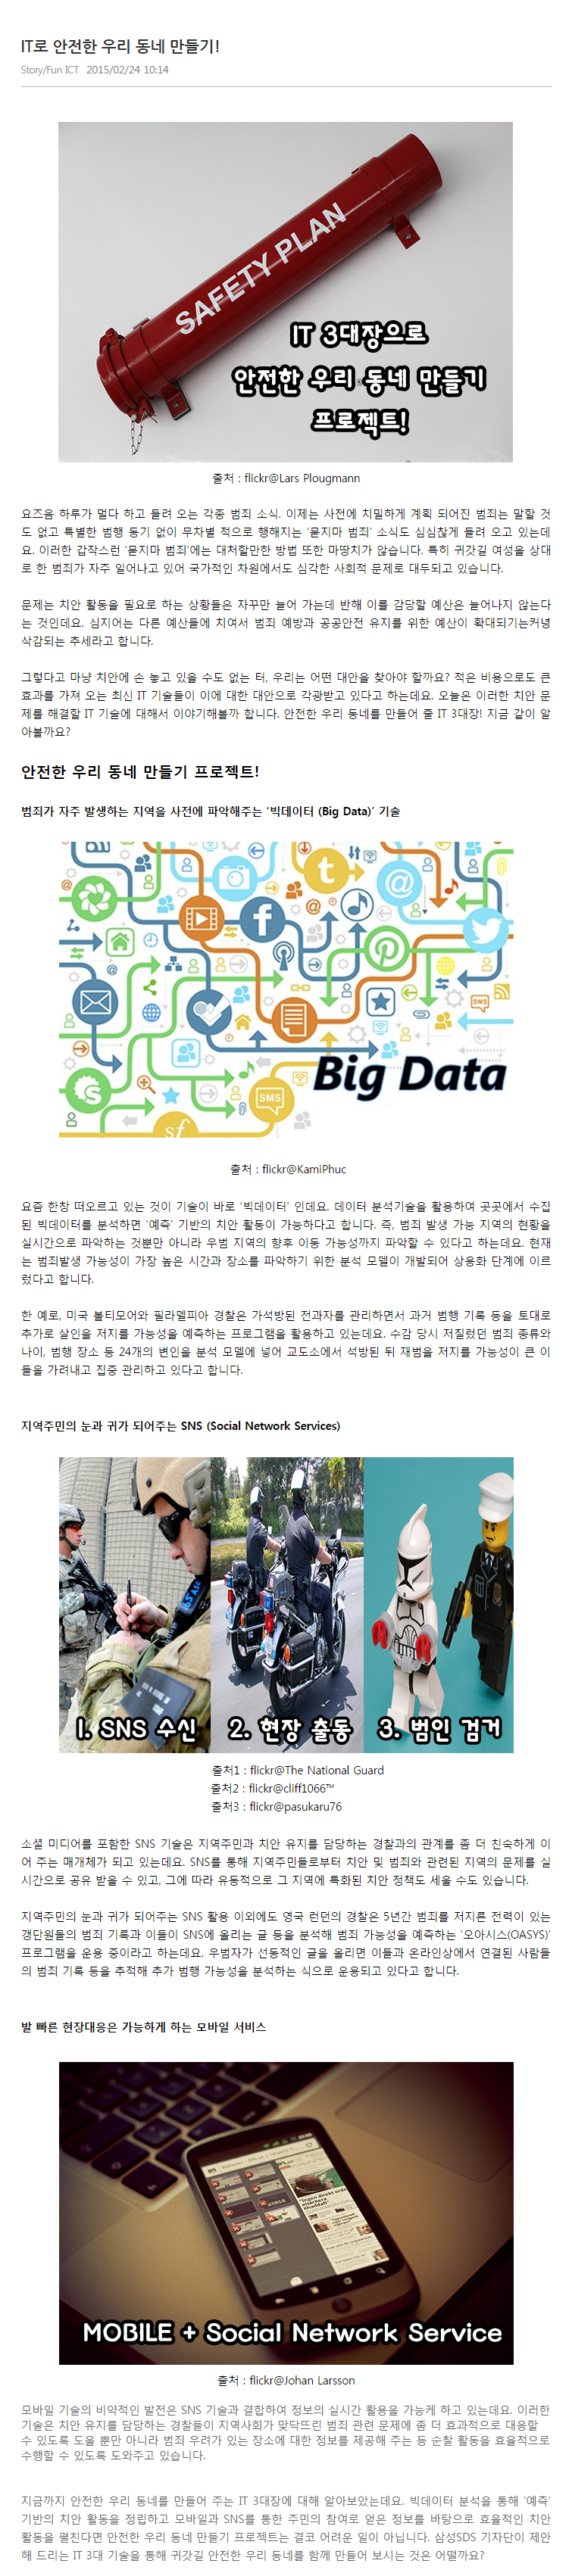 IT로 안전한 우리 동네 만들기!
Story/Fun ICT 2015/02/24 10:14
SAFETY PLAN
IT 3대장으로
안전한 우리 동네 만들기
프로젝트!
출처 : flickr@Lars Plougmann
요즈음 하루가 멀다 하고 들려 오는 각종 범죄 소식. 이제는 사전에 치밀하게 계획 되어진 범죄는 말할 것
도 없고 특별한 범행 동기 없이 무차별 적으로 행해지는 '묻지마 범죄' 소식도 심심찮게 들려 오고 있는데
요. 이러한 갑작스런 '묻지마 범죄'에는 대처할만한 방법 또한 마땅치가 않습니다. 특히 귀갓길 여성을 상대
로 한 범죄가 자주 일어나고 있어 국가적인 차원에서도 심각한 사회적 문제로 대두되고 있습니다.
문제는 치안 활동을 필요로 하는 상황들은 자꾸만 늘어 가는데 반해 이를 감당할 예산은 늘어나지 않는다
는 것인데요. 심지어는 다른 예산들에 치여서 범죄 예방과 공공안전 유지를 위한 예산이 확대되기는커녕
삭감되는 추세라고 합니다.
그렇다고 마냥 치안에 손 놓고 있을 수도 없는 터, 우리는 어떤 대안을 찾아야 할까요? 적은 비용으로도 큰
효과를 가져 오는 최신 IT 기술들이 이에 대한 대안으로 각광받고 있다고 하는데요. 오늘은 이러한 치안 문
제를 해결할 IT 기술에 대해서 이야기해볼까 합니다. 안전한 우리 동네를 만들어 줄 IT 3대장! 지금 같이 알
아볼까요?
안전한 우리 동네 만들기 프로젝트!
범죄가 자주 발생하는 지역을 사전에 파악해주는 '빅데이터 (Big Data)' 기술
SMS
SMS
sf
Big Data
출처 : flickr@KamiPhuc
요즘 한창 떠오르고 있는 것이 기술이 바로 '빅데이터' 인데요. 데이터 분석기술을 활용하여 곳곳에서 수집
된 빅데이터를 분석하면 '예측' 기반의 치안 활동이 가능하다고 합니다. 즉, 범죄 발생 가능 지역의 현황을
실시간으로 파악하는 것뿐만 아니라 우범 지역의 향후 이동 가능성까지 파악할 수 있다고 하는데요. 현재
는 범죄발생 가능성이 가장 높은 시간과 장소를 파악하기 위한 분석 모델이 개발되어 상용화 단계에 이르
렀다고 합니다.
한 예로, 미국 볼티모어와 필라델피아 경찰은 가석방된 전과자를 관리하면서 과거 범행 기록 등을 토대로
추가로 살인을 저지를 가능성을 예측하는 프로그램을 활용하고 있는데요. 수감 당시 저질렀던 범죄 종류와
나이, 범행 장소 등 24개의 변인을 분석 모델에 넣어 교도소에서 석방된 뒤 재범을 저지를 가능성이 큰 이
들을 가려내고 집중 관리하고 있다고 합니다.
지역주민의 눈과 귀가 되어주는 SNS (Social Network Services)
1. SNS 수신
2. 현장 출동
3. 범인 검거
출처1 : flickr@The National Guard
출처2 : flickr@cliff1066™
출처3 : flickr@pasukaru76
소셜 미디어를 포함한 SNS 기술은 지역주민과 치안 유지를 담당하는 경찰과의 관계를 좀 더 친숙하게 이
어 주는 매개체가 되고 있는데요. SNS를 통해 지역주민들로부터 치안 및 범죄와 관련된 지역의 문제를 실
시간으로 공유 받을 수 있고, 그에 따라 유동적으로 그 지역에 특화된 치안 정책도 세울 수도 있습니다.
지역주민의 눈과 귀가 되어주는 SNS 활용 이외에도 영국 런던의 경찰은 5년간 범죄를 저지른 전력이 있는
갱단원들의 범죄 기록과 이들이 SNS에 올리는 글 등을 분석해 범죄 가능성을 예측하는 '오아시스(OASYS)'
프로그램을 운용 중이라고 하는데요. 우범자가 선동적인 글을 올리면 이들과 온라인상에서 연결된 사람들
의 범죄 기록 등을 추적해 추가 범행 가능성을 분석하는 식으로 운용되고 있다고 합니다.
발 빠른 현장대응은 가능하게 하는 모바일 서비스
MOBILE + Social Network Service
출처 : flickr@Johan Larsson
모바일 기술의 비약적인 발전은 SNS 기술과 결합하여 정보의 실시간 활용을 가능케 하고 있는데요. 이러한
기술은 치안 유지를 담당하는 경찰들이 지역사회가 맞닥뜨린 범죄 관련 문제에 좀 더 효과적으로 대응할
수 있도록 도울 뿐만 아니라 범죄 우려가 있는 장소에 대한 정보를 제공해 주는 등 순찰 활동을 효율적으로
수행할 수 있도록 도와주고 있습니다.
지금까지 안전한 우리 동네를 만들어 주는 IT 3대장에 대해 알아보았는데요. 빅데이터 분석을 통해 '예측'
기반의 치안 활동을 정립하고 모바일과 SNS를 통한 주민의 참여로 얻은 정보를 바탕으로 효율적인 치안
활동을 펼친다면 안전한 우리 동네 만들기 프로젝트는 결코 어려운 일이 아닙니다. 삼성SDS 기자단이 제안
해 드리는 IT 3대 기술을 통해 귀갓길 안전한 우리 동네를 함께 만들어 보시는 것은 어떨까요?